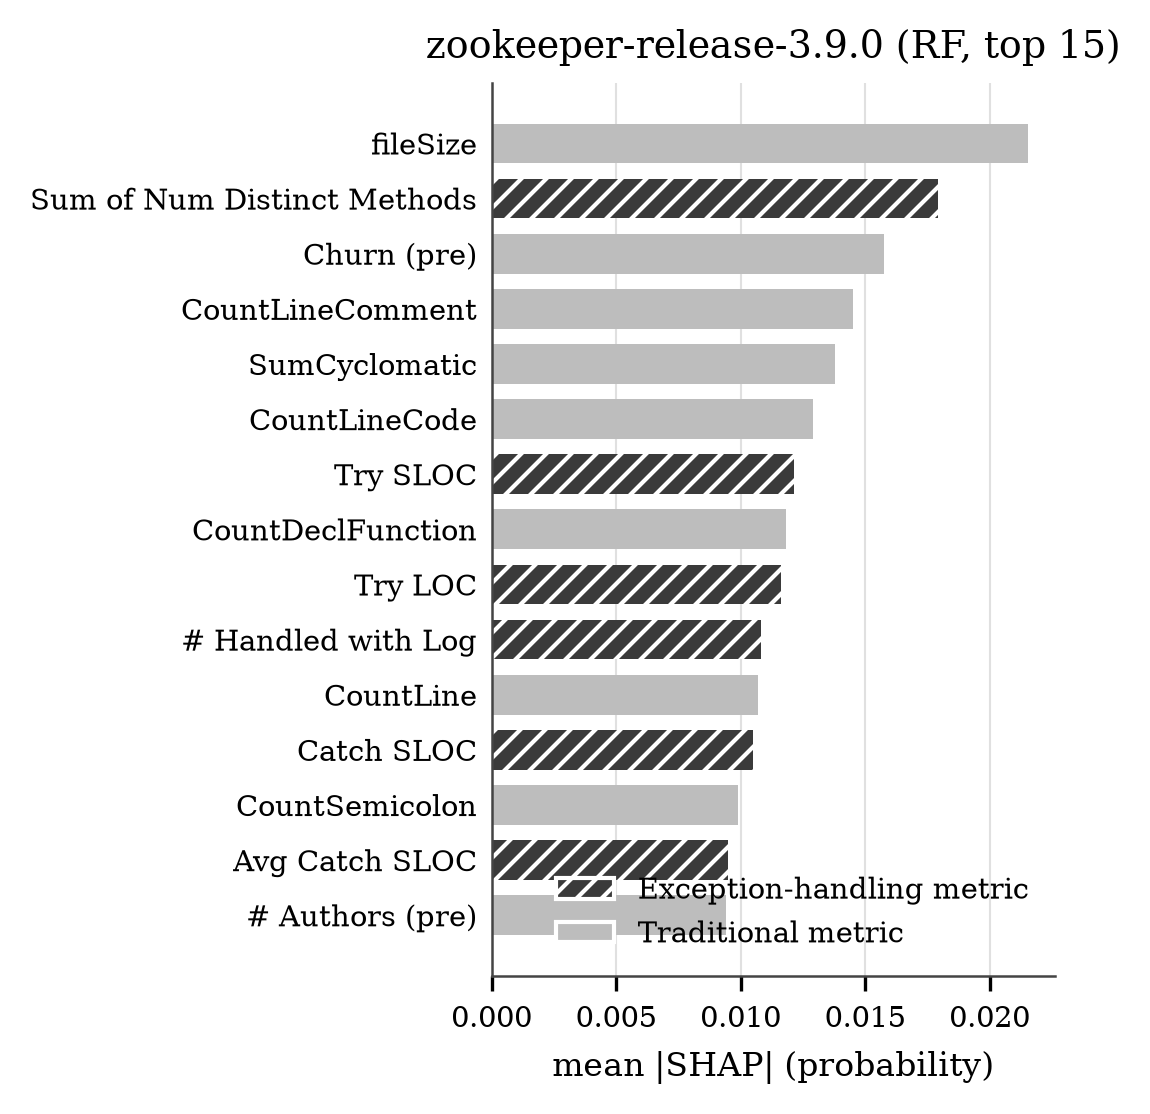 zookeeper-release-3.9.0 (RF, top 15)
fileSize
Sum of Num Distinct Methods
Churn (pre)
CountLineComment
SumCyclomatic
CountLineCode
Try SLOC
CountDeclFunction
Try LOC
# Handled with Log
CountLine
Catch SLOC
CountSemicolon
Avg Catch SLOC
# Authors (pre)
Exception-handling metric
Traditional metric
0.000 0.005 0.010 0.015 0.020
mean |SHAP| (probability)